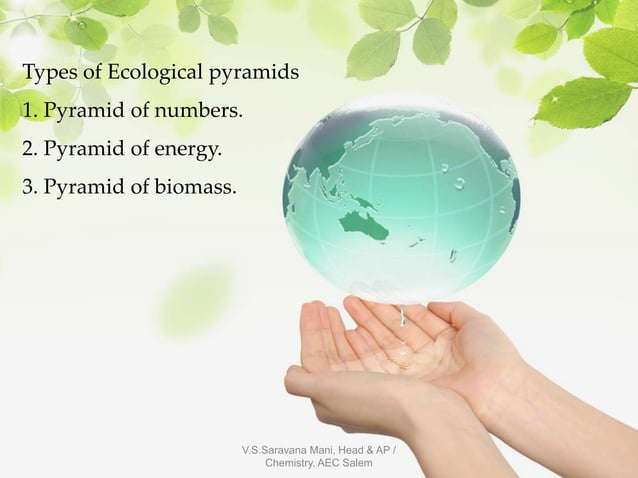 Types of Ecological pyramids
1. Pyramid of numbers.
2. Pyramid of energy.
3. Pyramid of biomass.
V.S.Saravana Mani, Head & AP /
Chemistry, AEC Salem